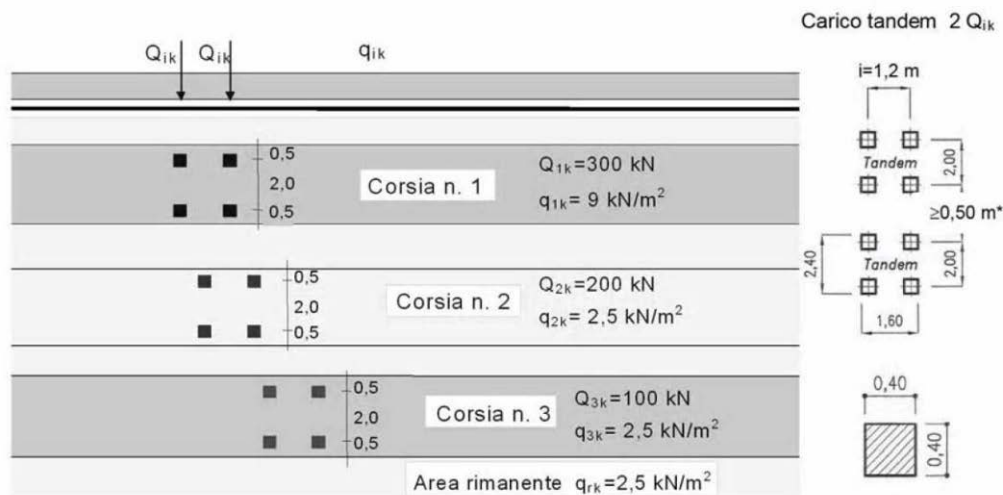 Carico tandem 2 Qik
Qik Qik qik
i=1,2 m
0,5
2,0
0,5
Corsia n. 1
Q1k=300 kN
q1k= 9 kN/m²
Tandem
2,00
≥0,50 m*
0,5
2,0
0,5
Corsia n. 2
Q2k=200 kN
q2k= 2,5 kN/m²
2,40
Tandem
2,00
1,60
0,5
2,0
0,5
Corsia n. 3
Q3k=100 kN
q3k= 2,5 kN/m²
0,40
0,40
Area rimanente qrk=2,5 kN/m²